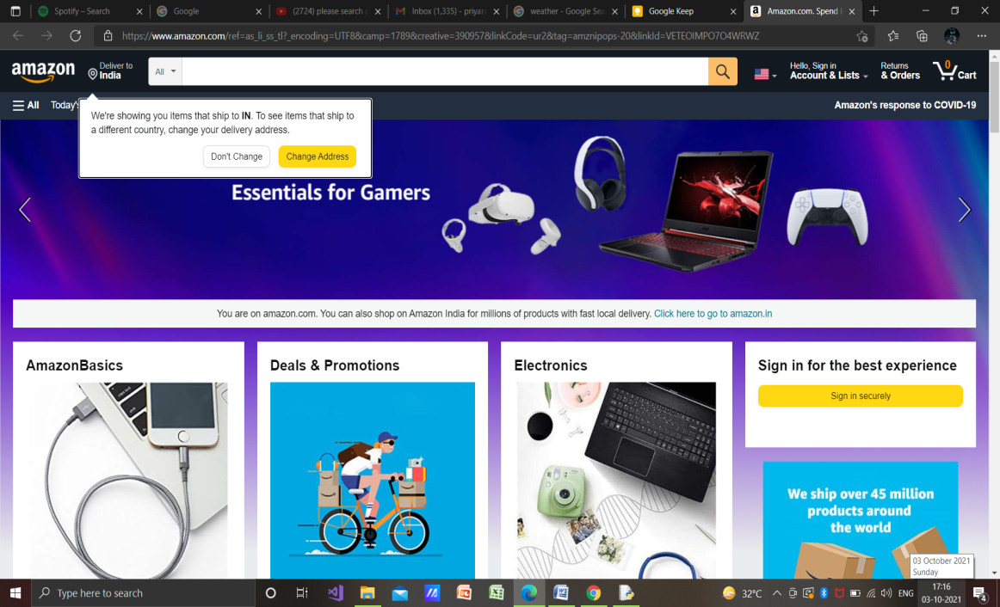 Spotify – Search
Google
(2724) please search
Inbox (1,335) - priyar
weather - Google Sea
Google Keep
Amazon.com. Spend
https://www.amazon.com/ref=as_li_ss_tl?_encoding=UTF8&camp=1789&creative=390957&linkCode=ur2&tag=amznipops-20&linkId=VETEOIMPO7O4WRWZ
amazon
Deliver to
India
All
Hello, Sign in
Account & Lists
Returns
& Orders
0
Cart
All
Today's
Amazon's response to COVID-19
We're showing you items that ship to IN. To see items that ship to
a different country, change your delivery address.
Don't Change
Change Address
Essentials for Gamers
You are on amazon.com. You can also shop on Amazon India for millions of products with fast local delivery. Click here to go to amazon.in
AmazonBasics
Deals & Promotions
Electronics
Sign in for the best experience
Sign in securely
We ship over 45 million
products around
the world
03 October 2021
Sunday
Type here to search
32°C
ENG
17:16
03-10-2021
4